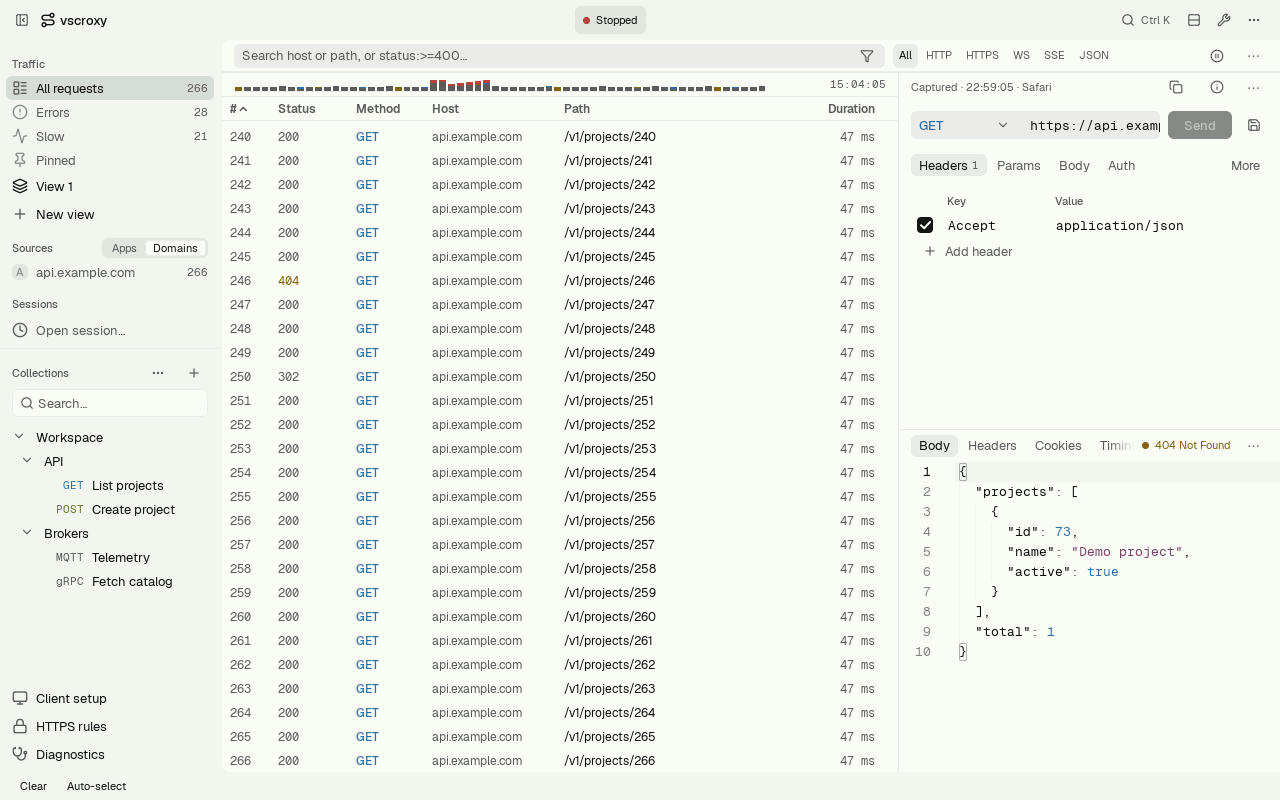 vscroxy
Stopped
Ctrl K
Traffic
All requests 266
Errors 28
Slow 21
Pinned
View 1
New view
Sources Apps Domains
A api.example.com 266
Sessions
Open session…
Collections
Search…
Workspace
API
GET List projects
POST Create project
Brokers
MQTT Telemetry
gRPC Fetch catalog
Client setup
HTTPS rules
Diagnostics
Clear Auto-select
Search host or path, or status:>=400…
All HTTP HTTPS WS SSE JSON
15:04:05
# Status Method Host Path Duration
240 200 GET api.example.com /v1/projects/240 47 ms
241 200 GET api.example.com /v1/projects/241 47 ms
242 200 GET api.example.com /v1/projects/242 47 ms
243 200 GET api.example.com /v1/projects/243 47 ms
244 200 GET api.example.com /v1/projects/244 47 ms
245 200 GET api.example.com /v1/projects/245 47 ms
246 404 GET api.example.com /v1/projects/246 47 ms
247 200 GET api.example.com /v1/projects/247 47 ms
248 200 GET api.example.com /v1/projects/248 47 ms
249 200 GET api.example.com /v1/projects/249 47 ms
250 302 GET api.example.com /v1/projects/250 47 ms
251 200 GET api.example.com /v1/projects/251 47 ms
252 200 GET api.example.com /v1/projects/252 47 ms
253 200 GET api.example.com /v1/projects/253 47 ms
254 200 GET api.example.com /v1/projects/254 47 ms
255 200 GET api.example.com /v1/projects/255 47 ms
256 200 GET api.example.com /v1/projects/256 47 ms
257 200 GET api.example.com /v1/projects/257 47 ms
258 200 GET api.example.com /v1/projects/258 47 ms
259 200 GET api.example.com /v1/projects/259 47 ms
260 200 GET api.example.com /v1/projects/260 47 ms
261 200 GET api.example.com /v1/projects/261 47 ms
262 200 GET api.example.com /v1/projects/262 47 ms
263 200 GET api.example.com /v1/projects/263 47 ms
264 200 GET api.example.com /v1/projects/264 47 ms
265 200 GET api.example.com /v1/projects/265 47 ms
266 200 GET api.example.com /v1/projects/266 47 ms
Captured · 22:59:05 · Safari
GET https://api.examp Send
Headers 1 Params Body Auth More
Key Value
Accept application/json
Add header
Body Headers Cookies Timin 404 Not Found
1 {
2 "projects": [
3 {
4 "id": 73,
5 "name": "Demo project",
6 "active": true
7 }
8 ],
9 "total": 1
10 }